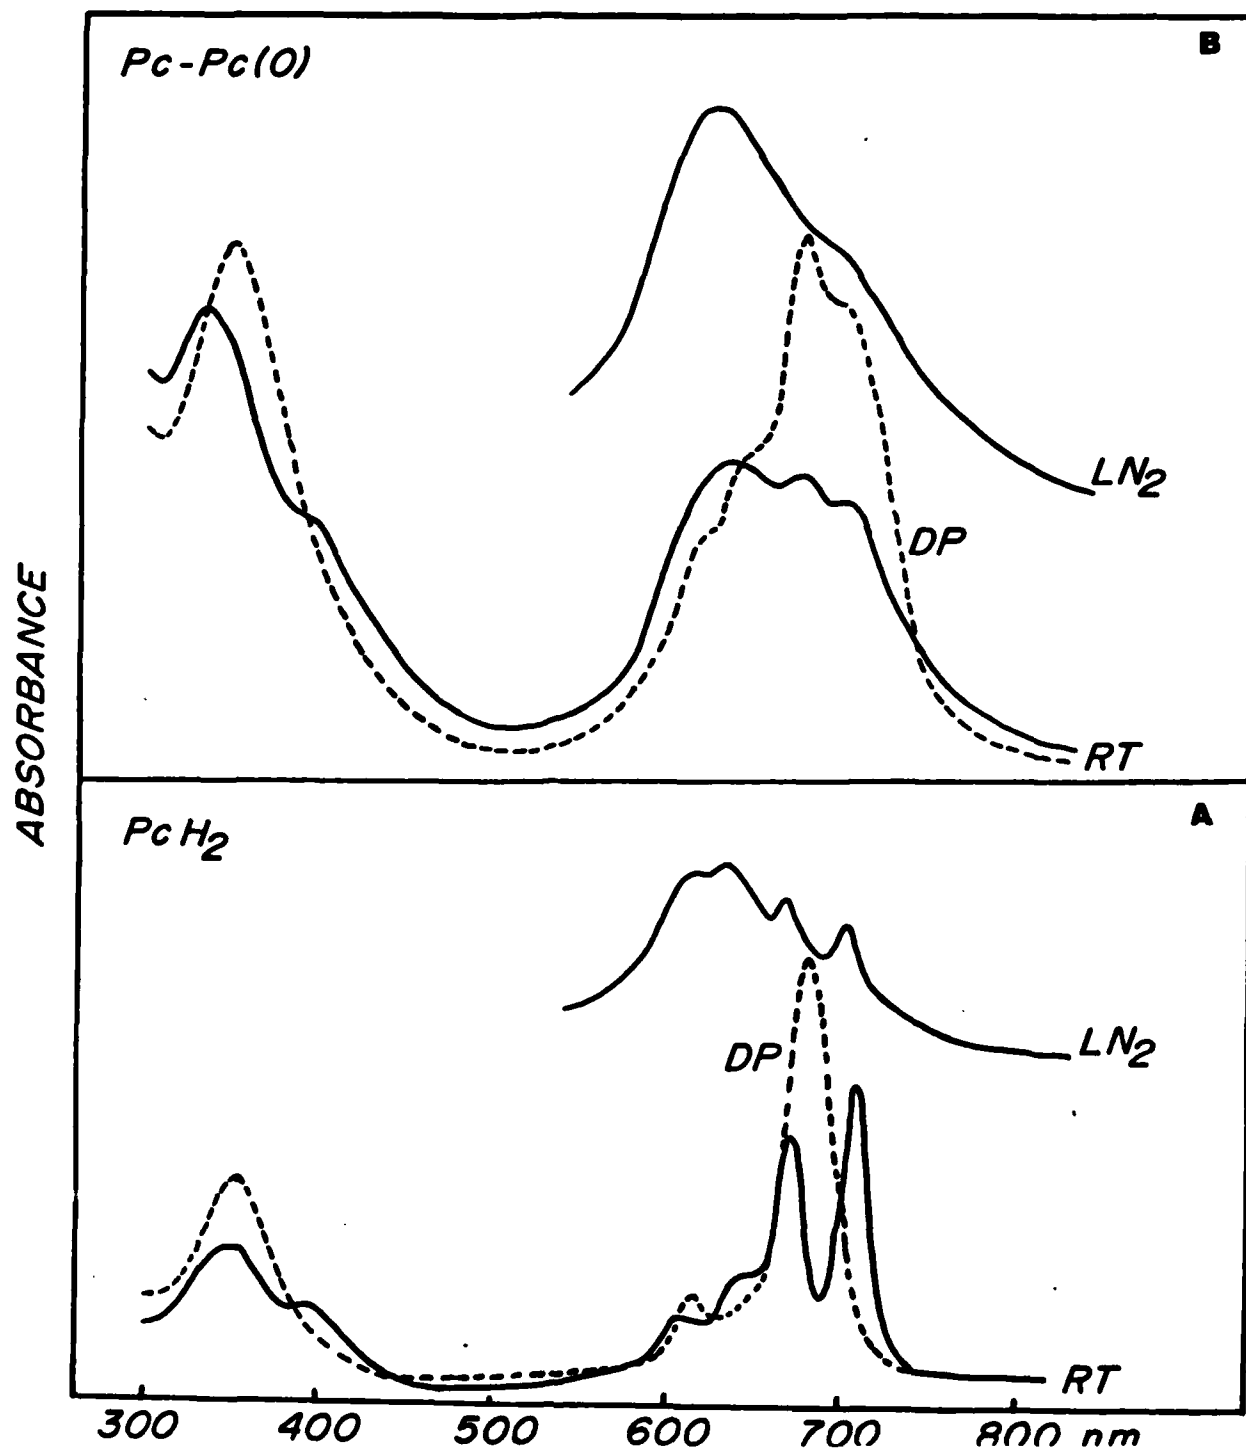 Pc-Pc(O)
B
LN2
DP
RT
ABSORBANCE
PcH2
A
DP
LN2
RT
300 400 500 600 700 800 nm